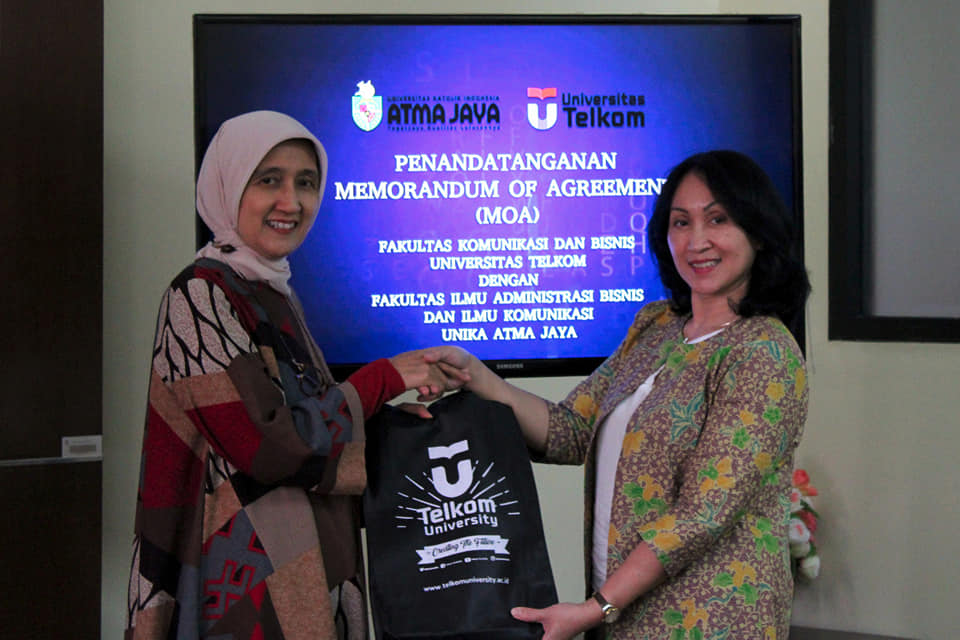 UNIVERSITAS KATOLIK INDONESIA
ATMA JAYA
Universitas
Telkom
PENANDATANGANAN
MEMORANDUM OF AGREEMENT
(MOA)
FAKULTAS KOMUNIKASI DAN BISNIS
UNIVERSITAS TELKOM
DENGAN
FAKULTAS ILMU ADMINISTRASI BISNIS
DAN ILMU KOMUNIKASI
UNIKA ATMA JAYA
SAMSUNG
Telkom
University
Creating The Future
www.telkomuniversity.ac.id